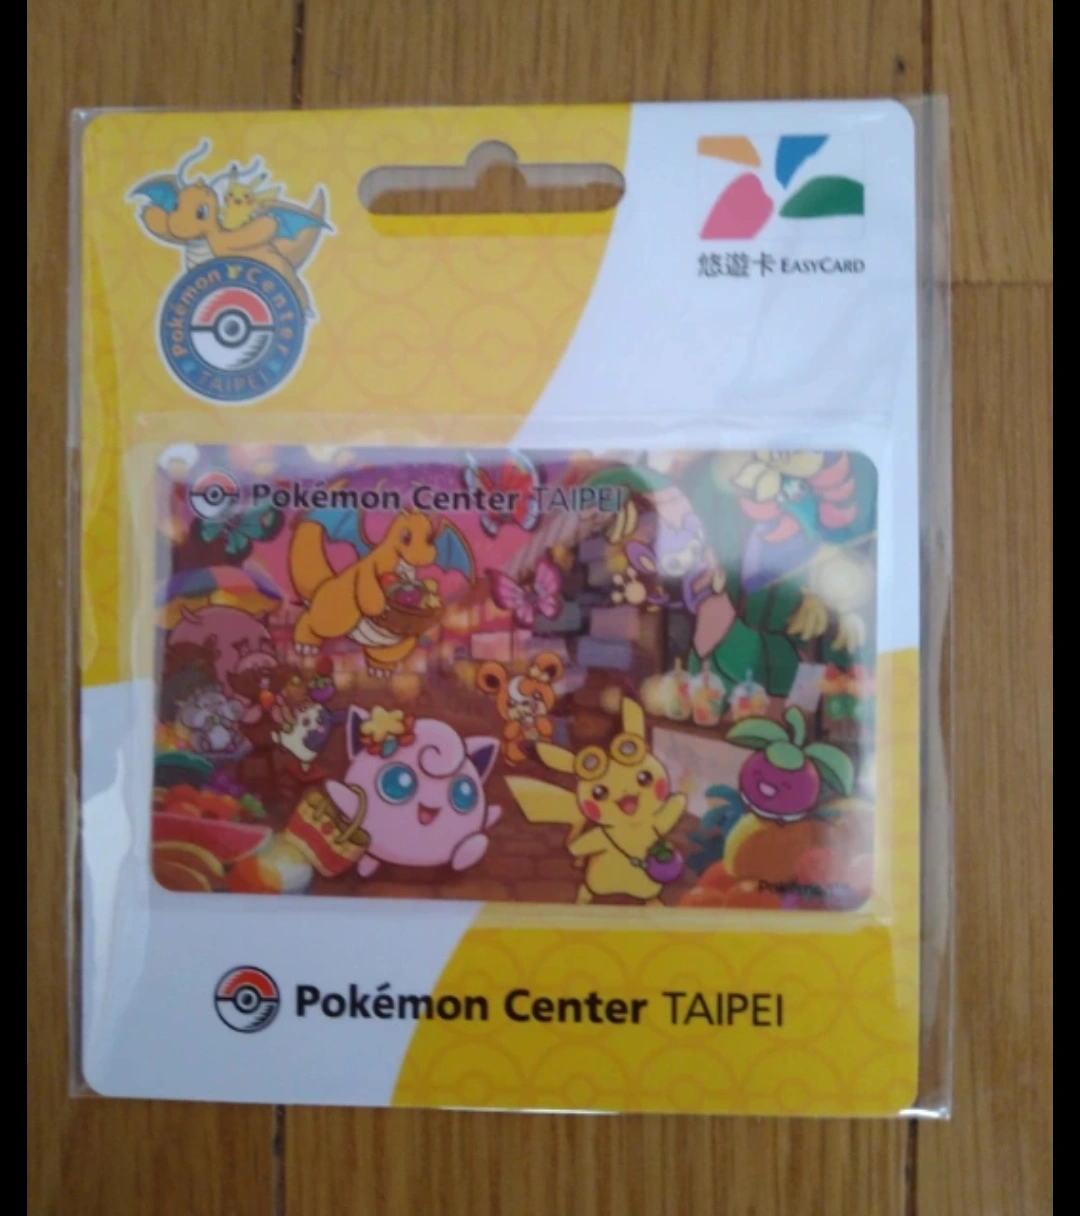 Pokémon Center
TAIPEI
悠遊卡 EASYCARD
Pokémon Center TAIPEI
Pokémon Center TAIPEI